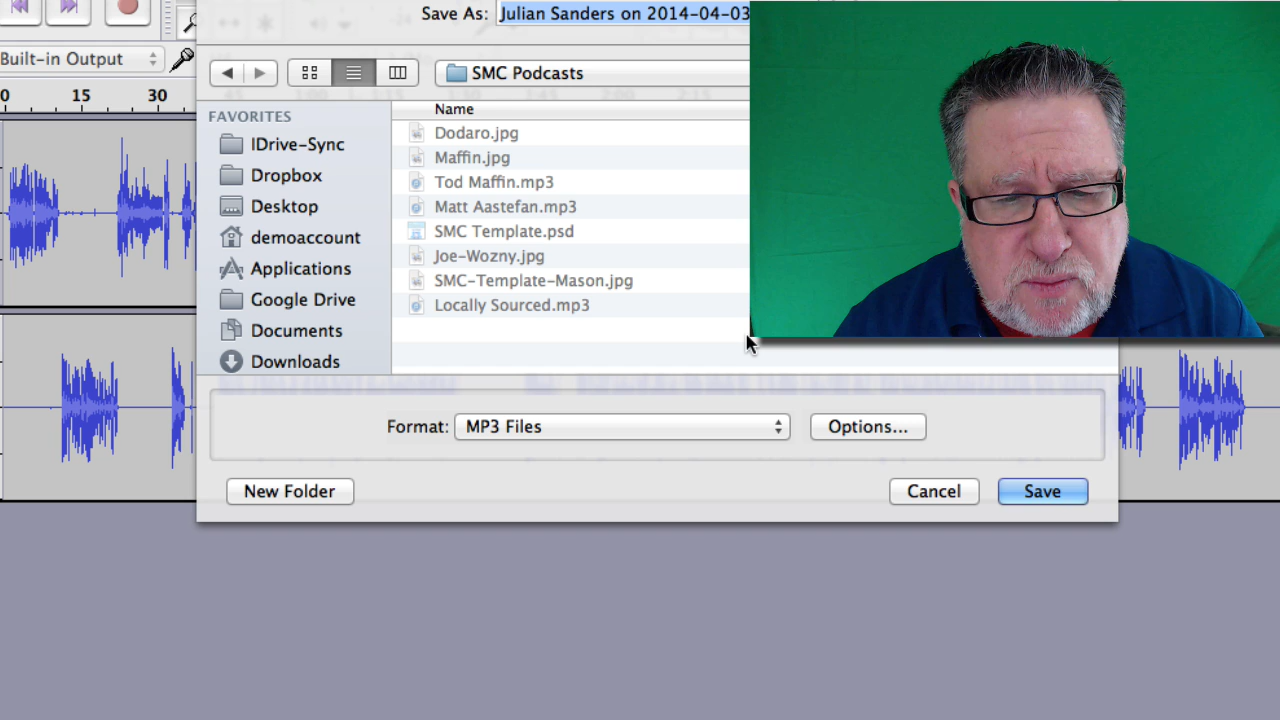 Save As: Julian Sanders on 2014-04-03
Built-in Output
SMC Podcasts
0 15 30
FAVORITES
Name
IDrive-Sync
Dropbox
Desktop
demoaccount
Applications
Google Drive
Documents
Downloads
Dodaro.jpg
Maffin.jpg
Tod Maffin.mp3
Matt Aastefan.mp3
SMC Template.psd
Joe-Wozny.jpg
SMC-Template-Mason.jpg
Locally Sourced.mp3
Format: MP3 Files Options...
New Folder Cancel Save